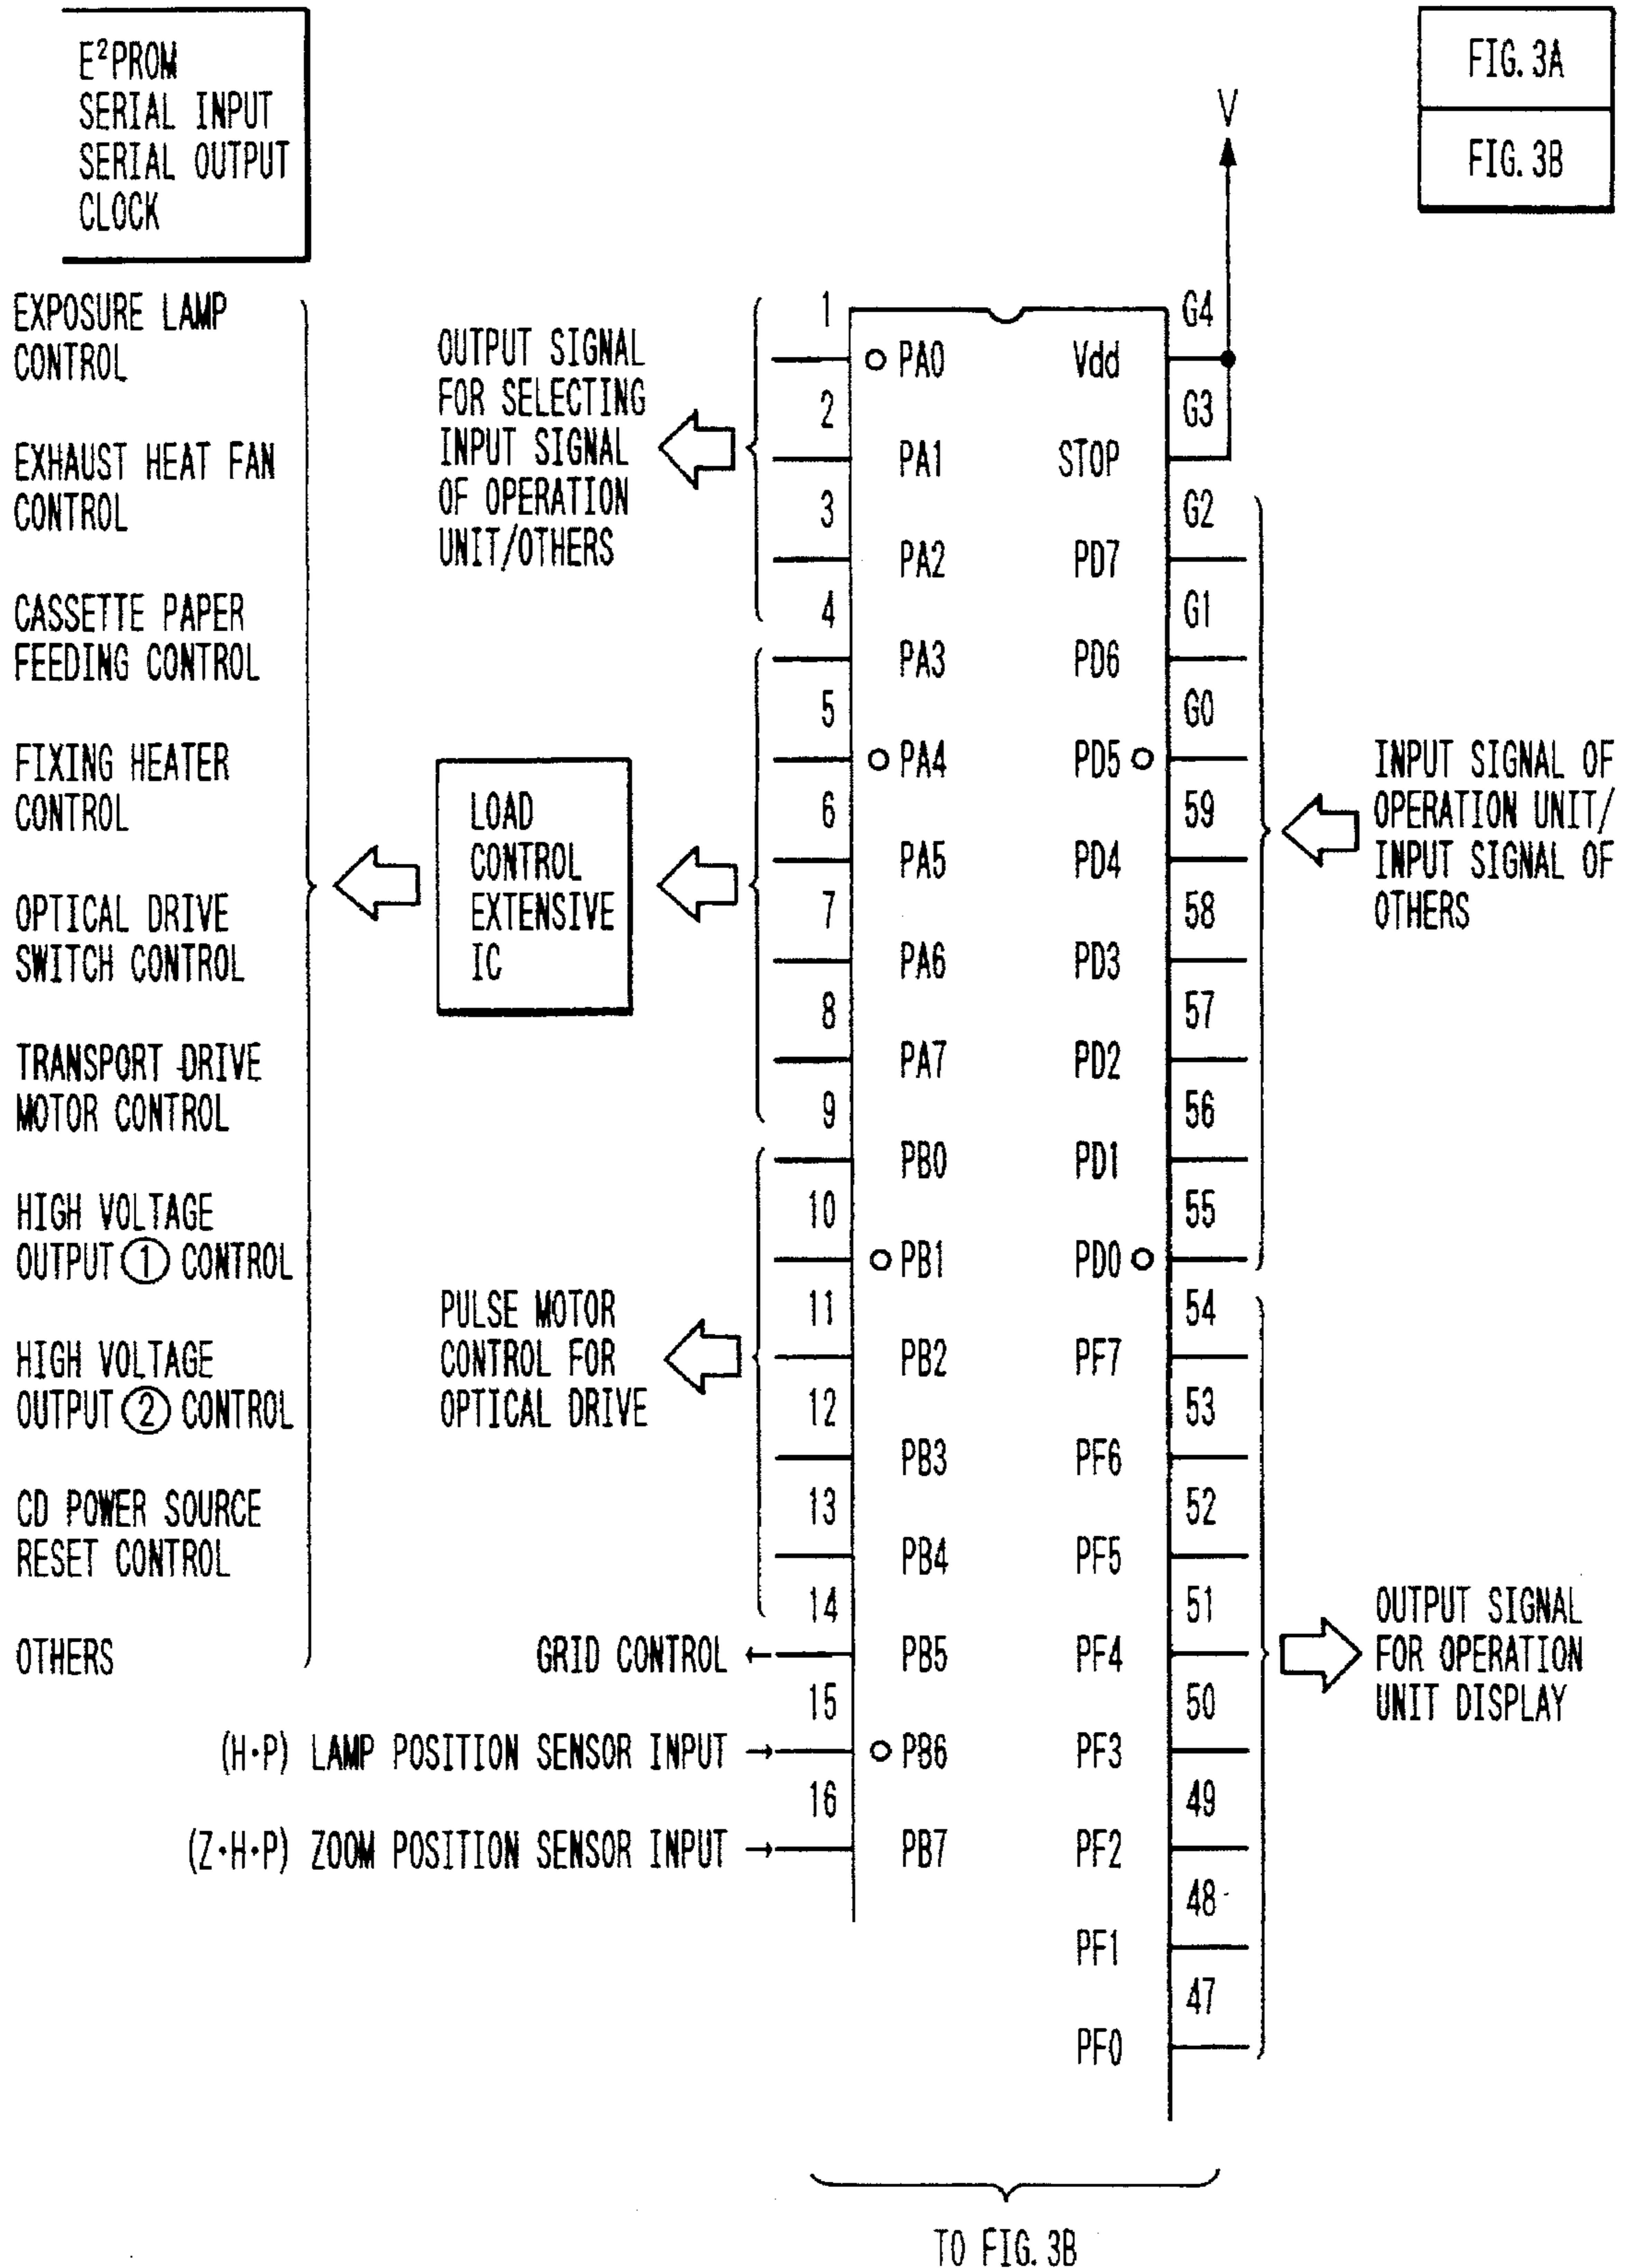 E²PROM
SERIAL INPUT
SERIAL OUTPUT
CLOCK
FIG. 3A
FIG. 3B
V
EXPOSURE LAMP
CONTROL
EXHAUST HEAT FAN
CONTROL
CASSETTE PAPER
FEEDING CONTROL
FIXING HEATER
CONTROL
OPTICAL DRIVE
SWITCH CONTROL
TRANSPORT DRIVE
MOTOR CONTROL
HIGH VOLTAGE
OUTPUT ① CONTROL
HIGH VOLTAGE
OUTPUT ② CONTROL
CD POWER SOURCE
RESET CONTROL
OTHERS
OUTPUT SIGNAL
FOR SELECTING
INPUT SIGNAL
OF OPERATION
UNIT/OTHERS
LOAD
CONTROL
EXTENSIVE
IC
PULSE MOTOR
CONTROL FOR
OPTICAL DRIVE
GRID CONTROL
(H·P) LAMP POSITION SENSOR INPUT
(Z·H·P) ZOOM POSITION SENSOR INPUT
1
PA0
2
PA1
3
PA2
4
PA3
5
PA4
6
PA5
7
PA6
8
PA7
9
PB0
10
PB1
11
PB2
12
PB3
13
PB4
14
PB5
15
PB6
16
PB7
G4
Vdd
G3
STOP
G2
PD7
G1
PD6
G0
PD5
59
PD4
58
PD3
57
PD2
56
PD1
55
PD0
54
PF7
53
PF6
52
PF5
51
PF4
50
PF3
49
PF2
48
PF1
47
PF0
INPUT SIGNAL OF
OPERATION UNIT/
INPUT SIGNAL OF
OTHERS
OUTPUT SIGNAL
FOR OPERATION
UNIT DISPLAY
TO FIG. 3B